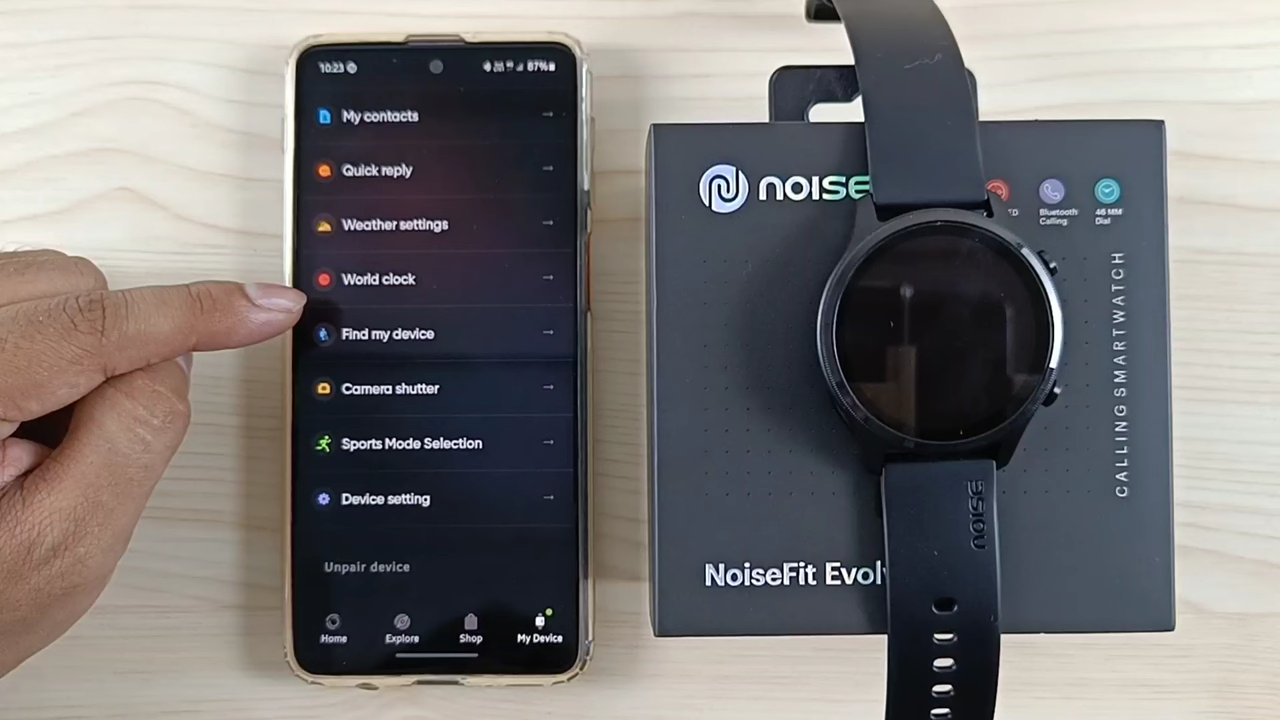 10:23
87%
My contacts
Quick reply
Weather settings
World clock
Find my device
Camera shutter
Sports Mode Selection
Device setting
Unpair device
Home
Explore
Shop
My Device
NOISE
Bluetooth
Calling
46 MM
Dial
CALLING SMARTWATCH
NoiseFit Evol
NOISE